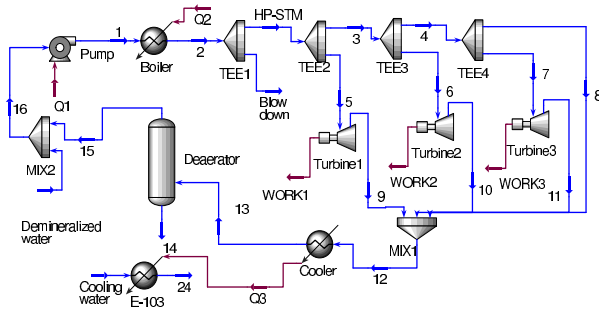 Q2
HP-STM
1
2
3
4
Pump
Boiler
TEE1
TEE2
TEE3
TEE4
16
Q1
Blow
down
5
6
7
8
MIX2
15
Deaerator
Turbine1
Turbine2
Turbine3
WORK1
WORK2
WORK3
9
10
11
13
Demineralized
water
MIX1
14
Cooler
12
Cooling
water
24
E-103
Q3